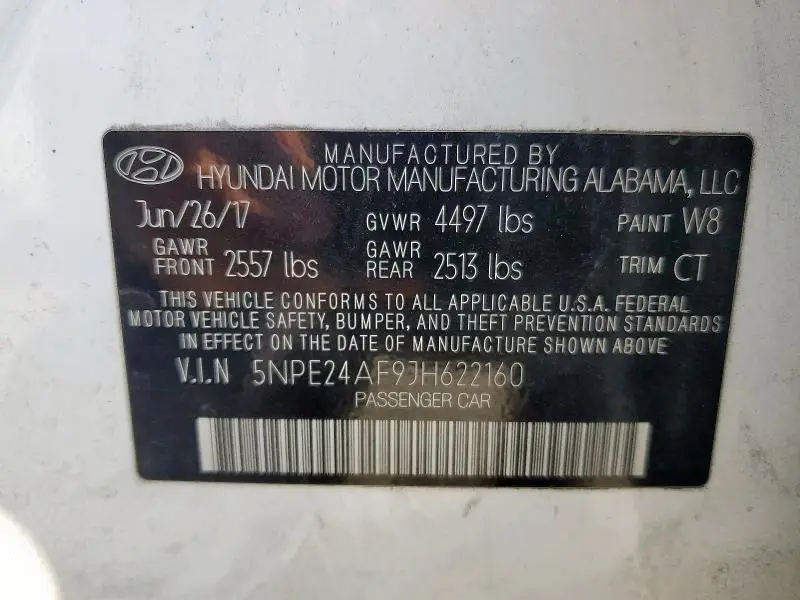 MANUFACTURED BY
HYUNDAI MOTOR MANUFACTURING ALABAMA, LLC
Jun/26/17 GVWR 4497 lbs PAINT W8
GAWR FRONT 2557 lbs GAWR REAR 2513 lbs TRIM CT
THIS VEHICLE CONFORMS TO ALL APPLICABLE U.S.A. FEDERAL
MOTOR VEHICLE SAFETY, BUMPER, AND THEFT PREVENTION STANDARDS
IN EFFECT ON THE DATE OF MANUFACTURE SHOWN ABOVE
V.I.N 5NPE24AF9JH622160
PASSENGER CAR